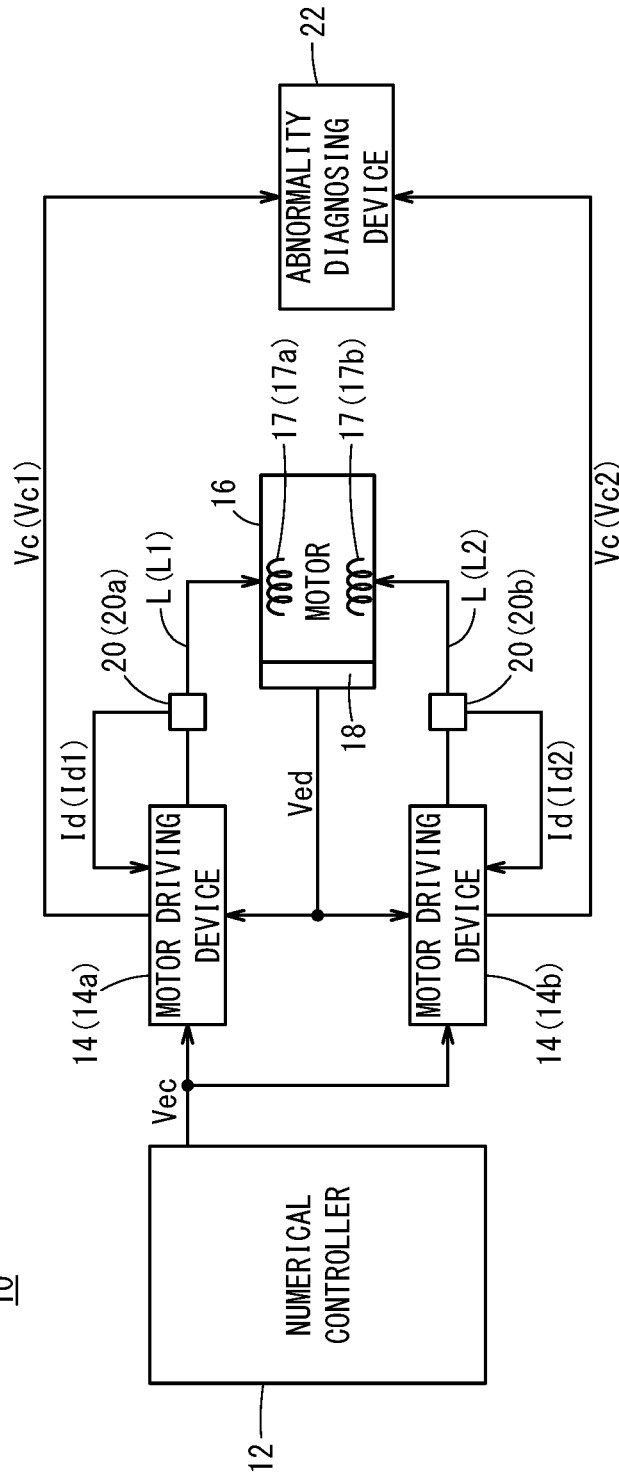 10
12
NUMERICAL
CONTROLLER
Vec
14(14a)
MOTOR DRIVING
DEVICE
Id(Id1)
20(20a)
L(L1)
Vc(Vc1)
Ved
18
16
MOTOR
17(17a)
17(17b)
14(14b)
MOTOR DRIVING
DEVICE
Id(Id2)
20(20b)
L(L2)
Vc(Vc2)
ABNORMALITY
DIAGNOSING
DEVICE
22